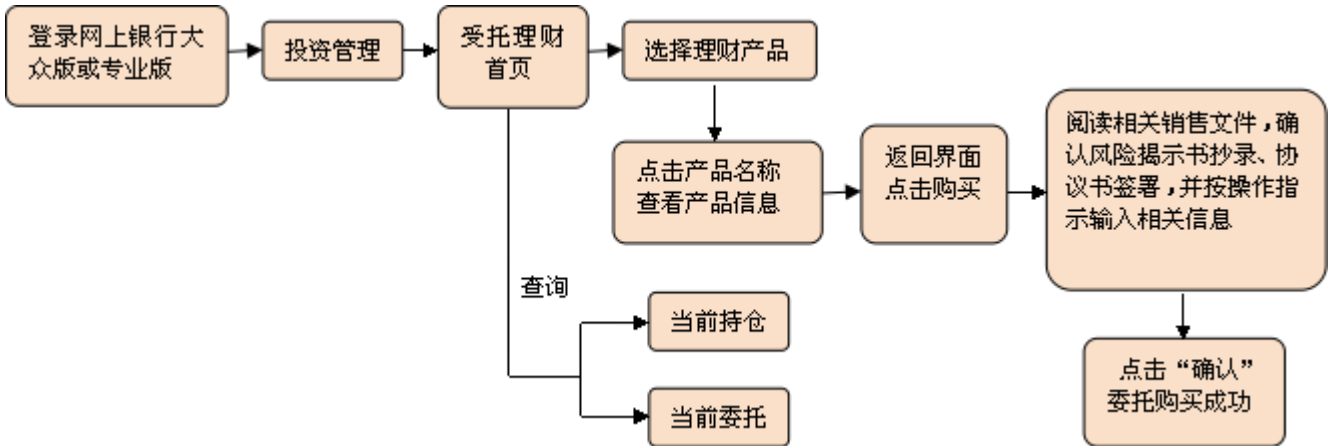 登录网上银行大
众版或专业版
投资管理
受托理财
首页
选择理财产品
点击产品名称
查看产品信息
返回界面
点击购买
阅读相关销售文件，确
认风险揭示书抄录、协
议书签署，并按操作指
示输入相关信息
点击“确认”
委托购买成功
查询
当前持仓
当前委托